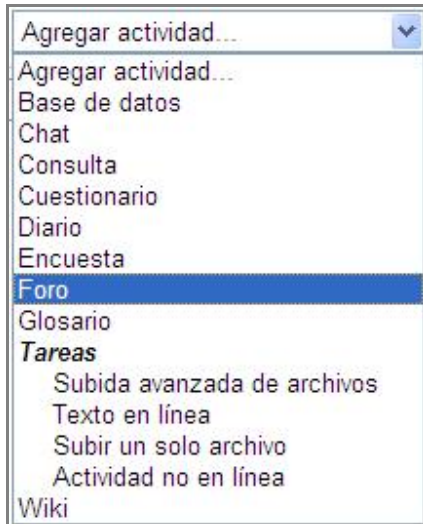 Agregar actividad...
Agregar actividad...
Base de datos
Chat
Consulta
Cuestionario
Diario
Encuesta
Foro
Glosario
Tareas
Subida avanzada de archivos
Texto en línea
Subir un solo archivo
Actividad no en línea
Wiki